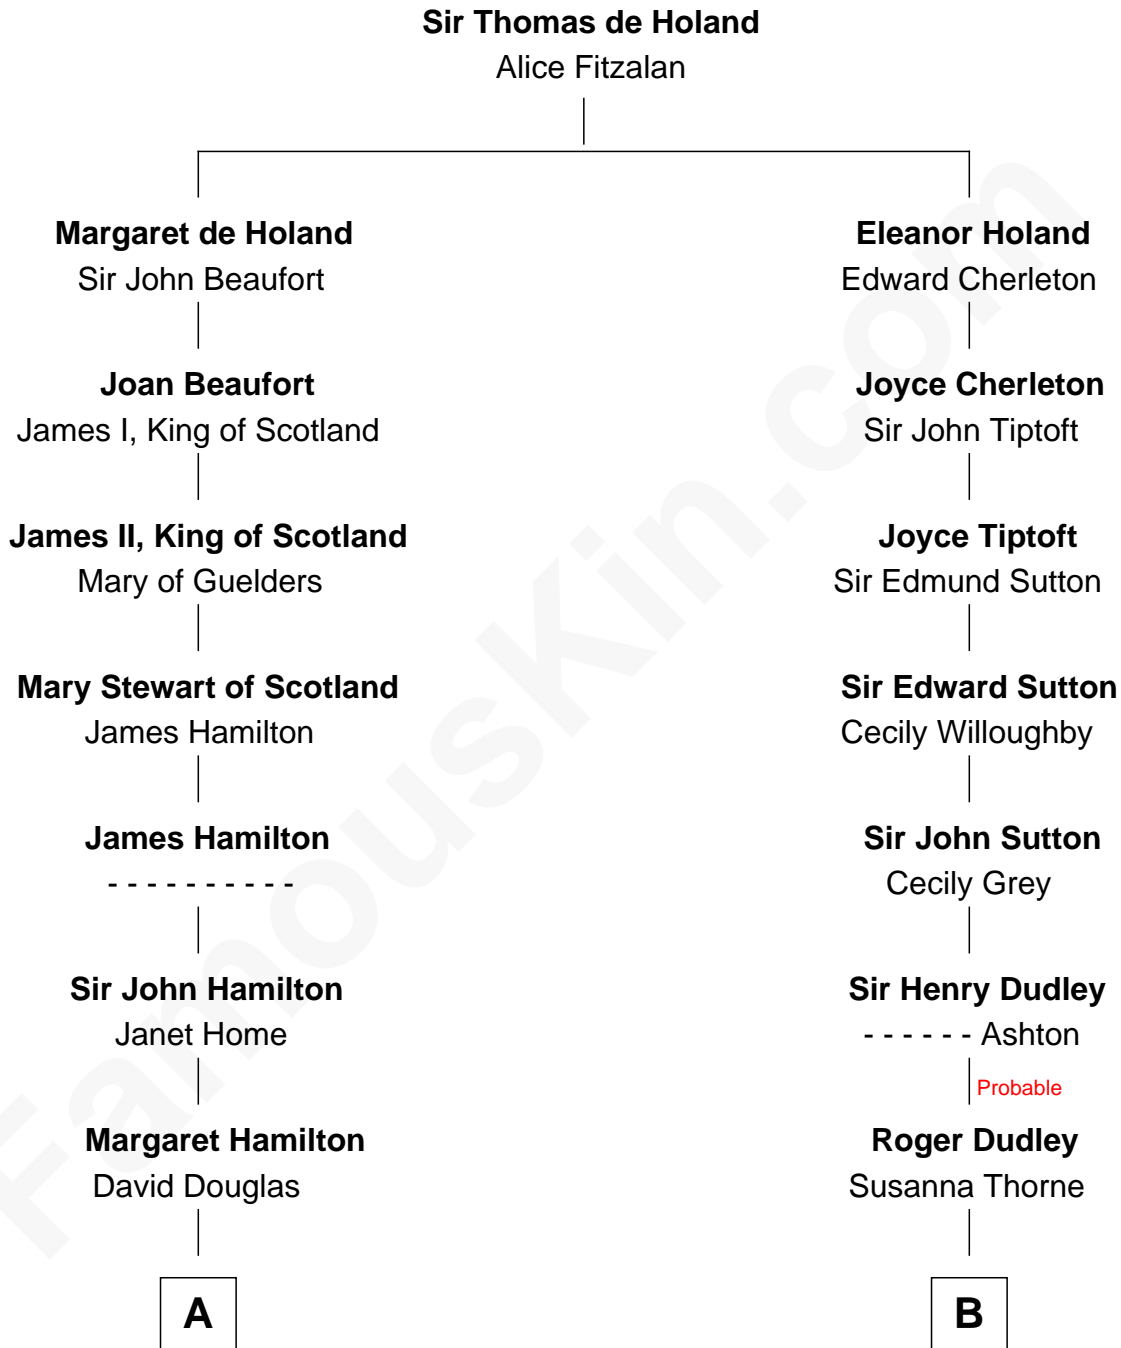 Sir Thomas de Holand
Alice Fitzalan
Margaret de Holand
Sir John Beaufort
Eleanor Holand
Edward Cherleton
Joan Beaufort
James I, King of Scotland
Joyce Cherleton
Sir John Tiptoft
James II, King of Scotland
Mary of Guelders
Joyce Tiptoft
Sir Edmund Sutton
Mary Stewart of Scotland
James Hamilton
Sir Edward Sutton
Cecily Willoughby
James Hamilton
- - - - - - - - - -
Sir John Sutton
Cecily Grey
Sir John Hamilton
Janet Home
Sir Henry Dudley
- - - - - - Ashton
Probable
Margaret Hamilton
David Douglas
Roger Dudley
Susanna Thorne
A
B
FamousKin.com